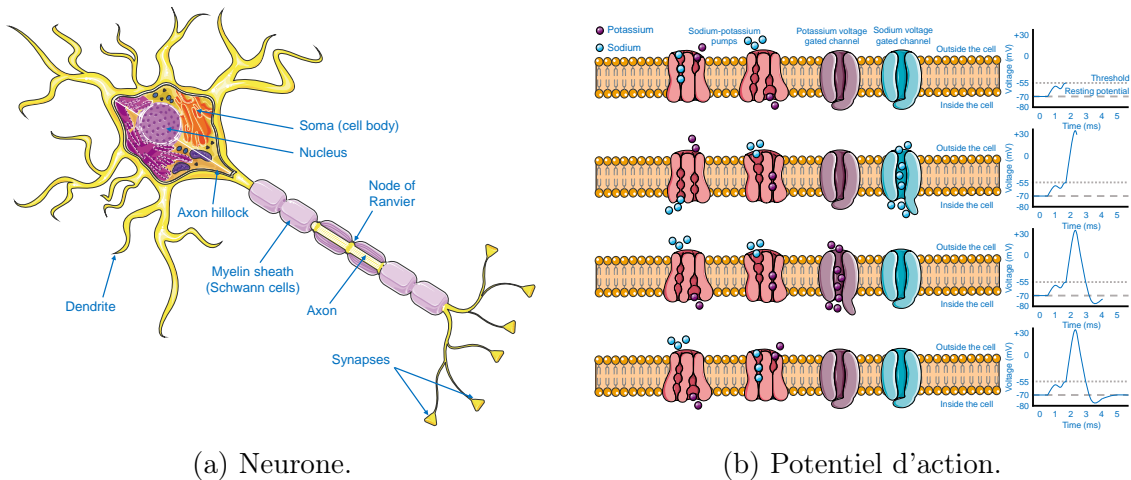 Soma (cell body)
Nucleus
Axon hillock
Node of
Ranvier
Myelin sheath
(Schwann cells)
Axon
Dendrite
Synapses
(a) Neurone.
Potassium
Sodium
Sodium-potassium
pumps
Potassium voltage
gated channel
Sodium voltage
gated channel
Outside the cell
Inside the cell
Voltage (mV)
+30
0
-55
-70
-80
Threshold
Resting potential
0 1 2 3 4 5
Time (ms)
Outside the cell
Inside the cell
Voltage (mV)
+30
0
-55
-70
-80
0 1 2 3 4 5
Time (ms)
Outside the cell
Inside the cell
Voltage (mV)
+30
0
-55
-70
-80
0 1 2 3 4 5
Time (ms)
Outside the cell
Inside the cell
Voltage (mV)
+30
0
-55
-70
-80
0 1 2 3 4 5
Time (ms)
(b) Potentiel d'action.